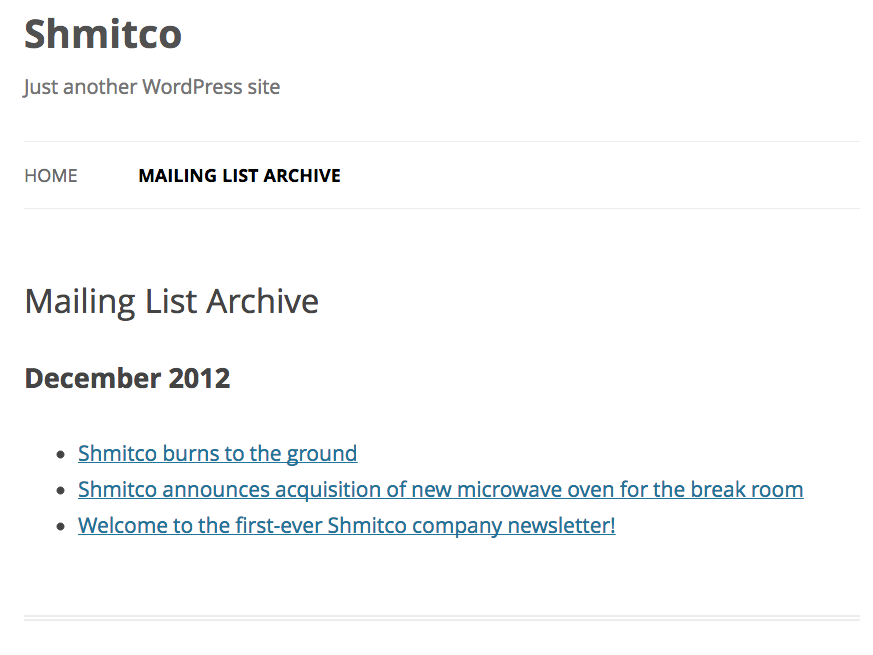 Shmitco
Just another WordPress site
HOME MAILING LIST ARCHIVE
Mailing List Archive
December 2012
Shmitco burns to the ground
Shmitco announces acquisition of new microwave oven for the break room
Welcome to the first-ever Shmitco company newsletter!